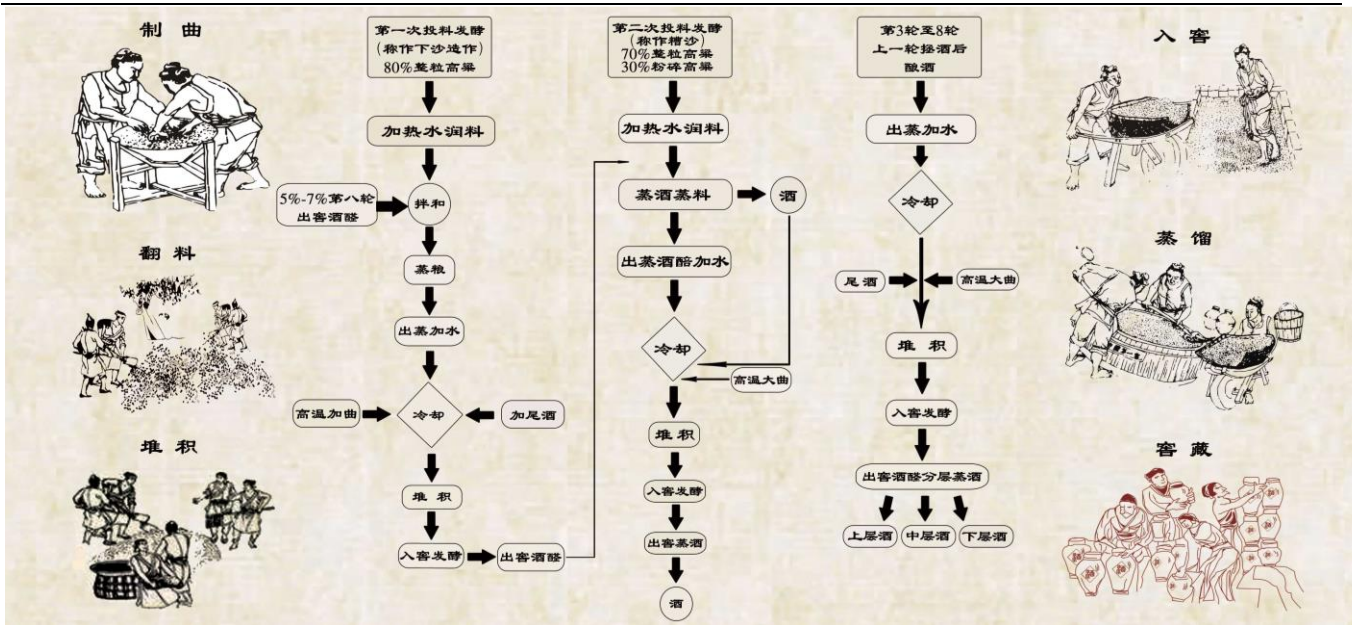 制 曲
翻 料
堆 积
第一次投料发酵
(称作下沙造作)
80%整粒高粱
加热水润料
5%-7%第八轮
出窖酒醅
拌和
蒸粮
出蒸加水
高温加曲
冷却
加尾酒
堆 积
入窖发酵
出窖酒醅
第二次投料发酵
(称作糟沙)
70%整粒高粱
30%粉碎高粱
加热水润料
蒸酒蒸料
酒
出蒸酒醅加水
冷却
高温大曲
堆 积
入窖发酵
出窖蒸酒
酒
第3轮至8轮
上一轮摇酒后
酿酒
出蒸加水
冷却
尾酒
高温大曲
堆 积
入窖发酵
出窖酒醅分层蒸酒
上层酒
中层酒
下层酒
入 窖
蒸 馏
窖 藏